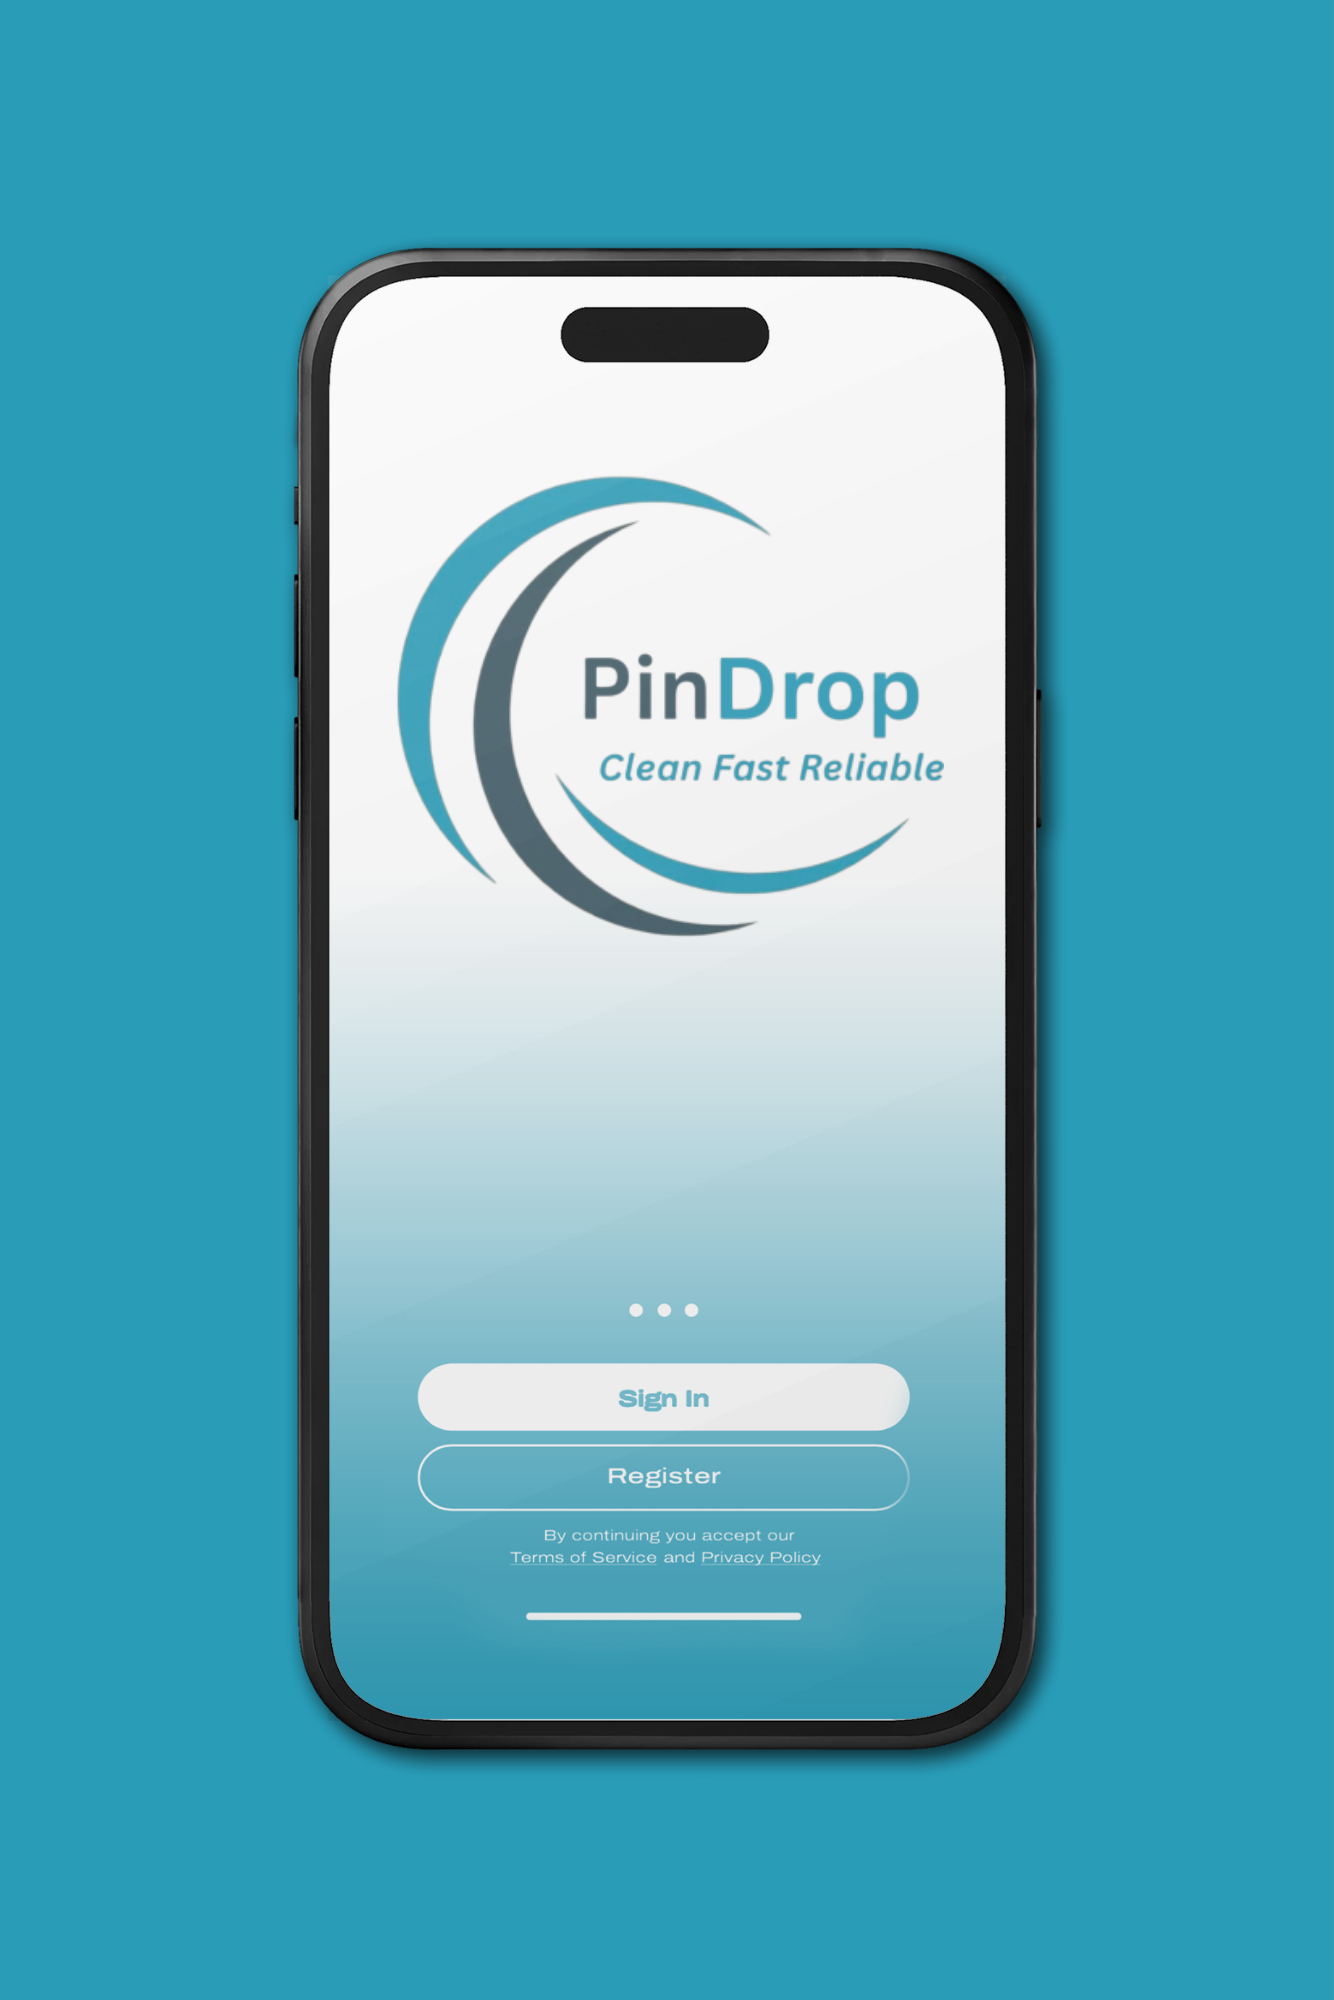 PinDrop
Clean Fast Reliable
Sign In
Register
By continuing you accept our
Terms of Service and Privacy Policy